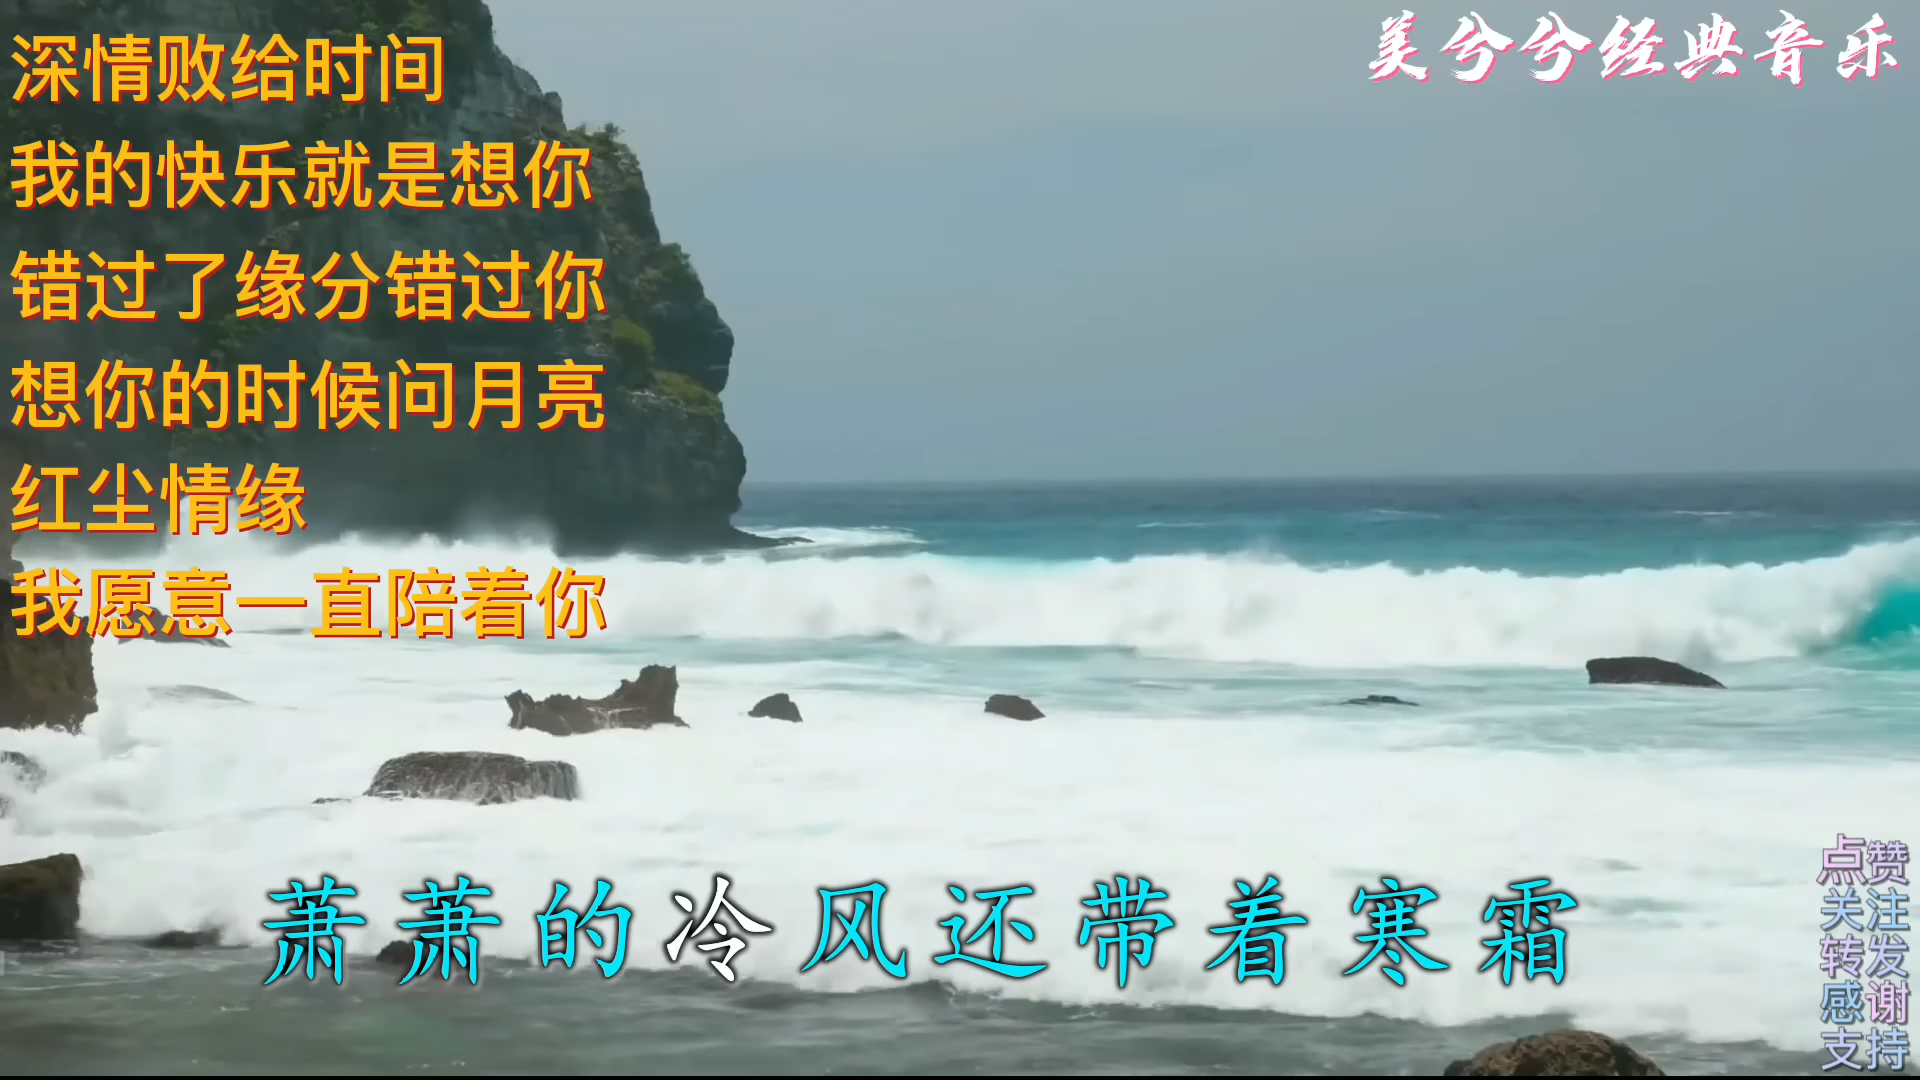 深情败给时间
我的快乐就是想你
错过了缘分错过你
想你的时候问月亮
红尘情缘
我愿意一直陪着你
美兮兮经典音乐
萧萧的冷风还带着寒霜
点赞
关注
转发
感谢
支持